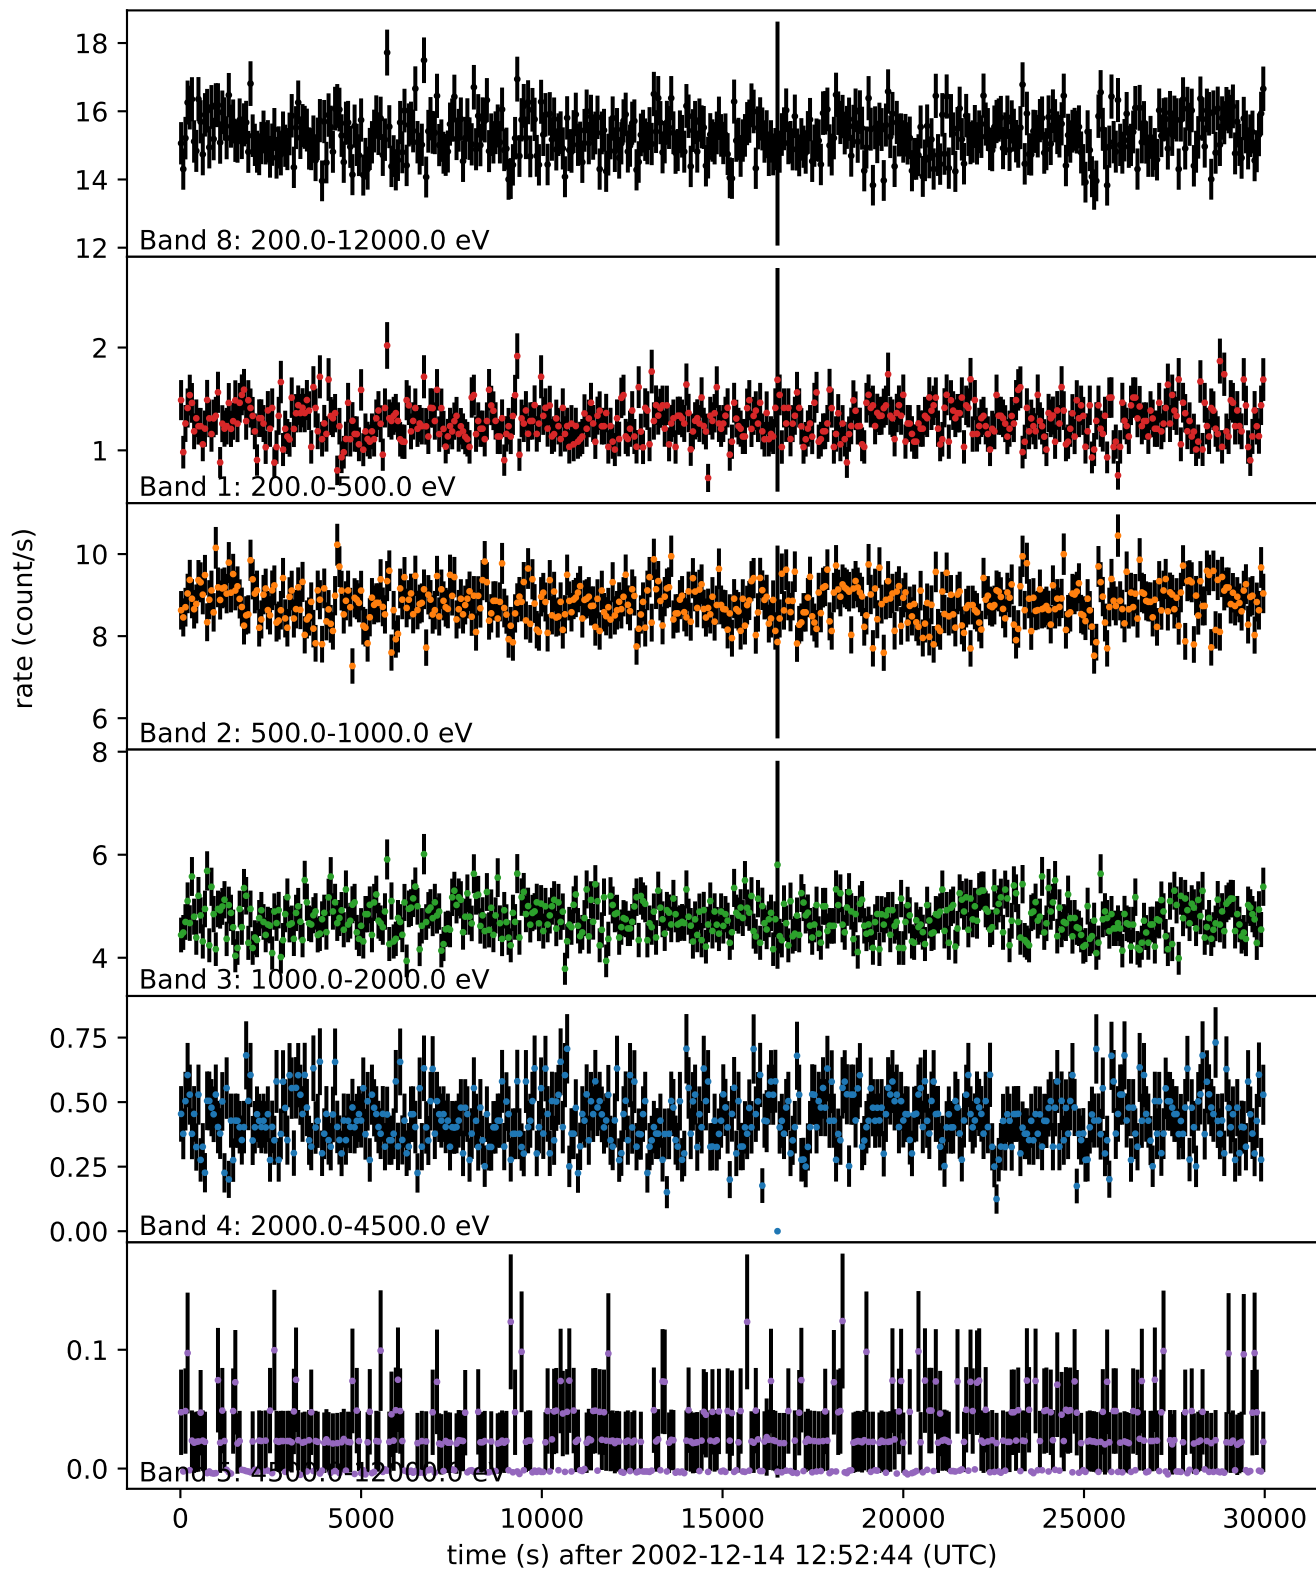 18
16
14
12
Band 8: 200.0-12000.0 eV
2
1
Band 1: 200.0-500.0 eV
10
8
6
Band 2: 500.0-1000.0 eV
8
6
4
Band 3: 1000.0-2000.0 eV
0.75
0.50
0.25
0.00
Band 4: 2000.0-4500.0 eV
0.1
0.0
Band 5: 4500.0-12000.0 eV
rate (count/s)
0 5000 10000 15000 20000 25000 30000
time (s) after 2002-12-14 12:52:44 (UTC)